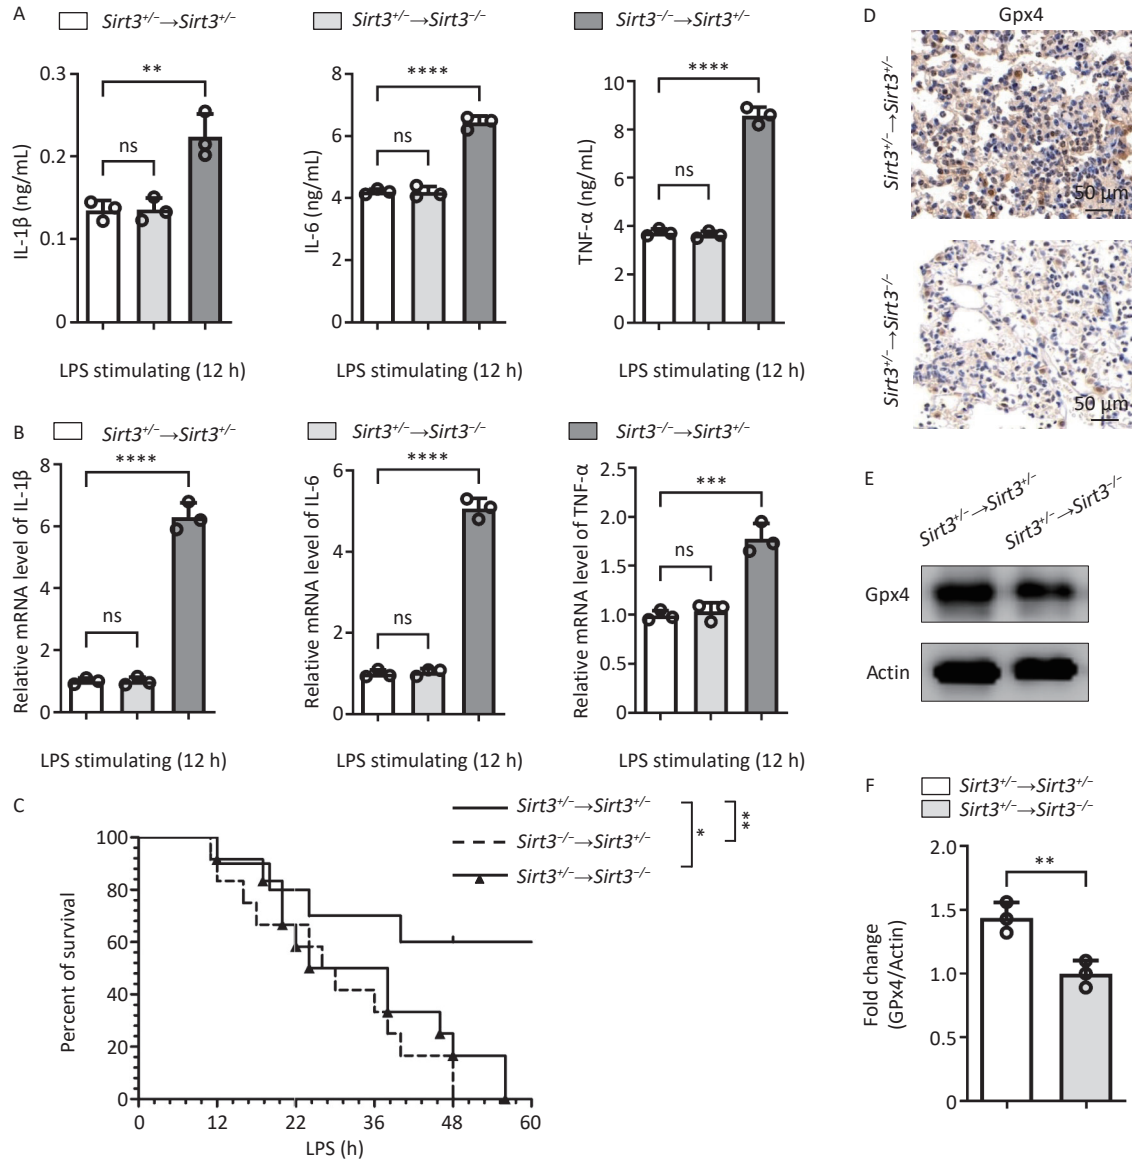 A
Sirt3+/−→Sirt3+/−
Sirt3+/−→Sirt3−/−
Sirt3−/−→Sirt3+/−
IL-1β (ng/mL)
0.3
0.2
0.1
0
**
ns
IL-6 (ng/mL)
8
6
4
2
0
****
ns
TNF-α (ng/mL)
10
8
6
4
2
0
****
ns
LPS stimulating (12 h)
LPS stimulating (12 h)
LPS stimulating (12 h)
B
Sirt3+/−→Sirt3+/−
Sirt3+/−→Sirt3−/−
Sirt3−/−→Sirt3+/−
Relative mRNA level of IL-1β
8
6
4
2
0
****
ns
Relative mRNA level of IL-6
6
4
2
0
****
ns
Relative mRNA level of TNF-α
2.5
2.0
1.5
1.0
0.5
0
***
ns
LPS stimulating (12 h)
LPS stimulating (12 h)
LPS stimulating (12 h)
C
Sirt3+/−→Sirt3+/−
Sirt3−/−→Sirt3+/−
Sirt3+/−→Sirt3−/−
*
**
Percent of survival
100
80
60
40
20
0
0
12
22
36
48
60
LPS (h)
D
Gpx4
Sirt3+/−→Sirt3+/−
50 μm
Sirt3+/−→Sirt3−/−
50 μm
E
Sirt3+/−→Sirt3+/−
Sirt3+/−→Sirt3−/−
Gpx4
Actin
F
Sirt3+/−→Sirt3+/−
Sirt3+/−→Sirt3−/−
Fold change
(GPx4/Actin)
2.0
1.5
1.0
0.5
0
**